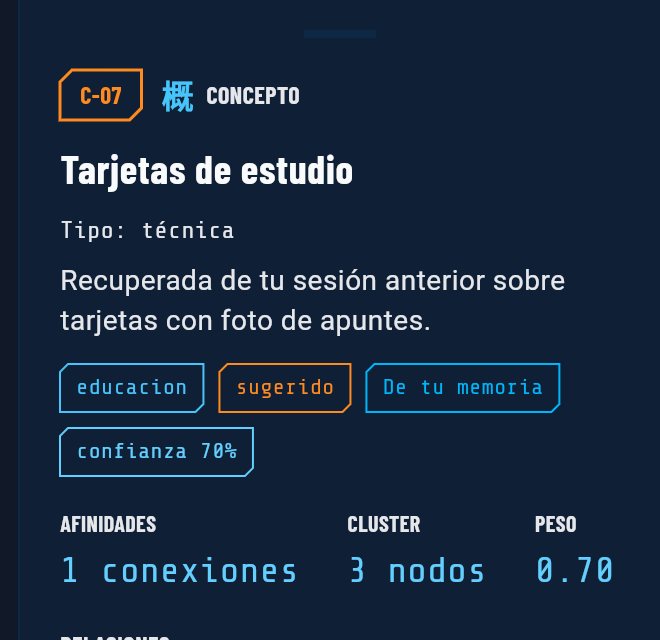 C-07 概 CONCEPTO
Tarjetas de estudio
Tipo: técnica
Recuperada de tu sesión anterior sobre
tarjetas con foto de apuntes.
educacion sugerido De tu memoria
confianza 70%
AFINIDADES CLUSTER PESO
1 conexiones 3 nodos 0.70